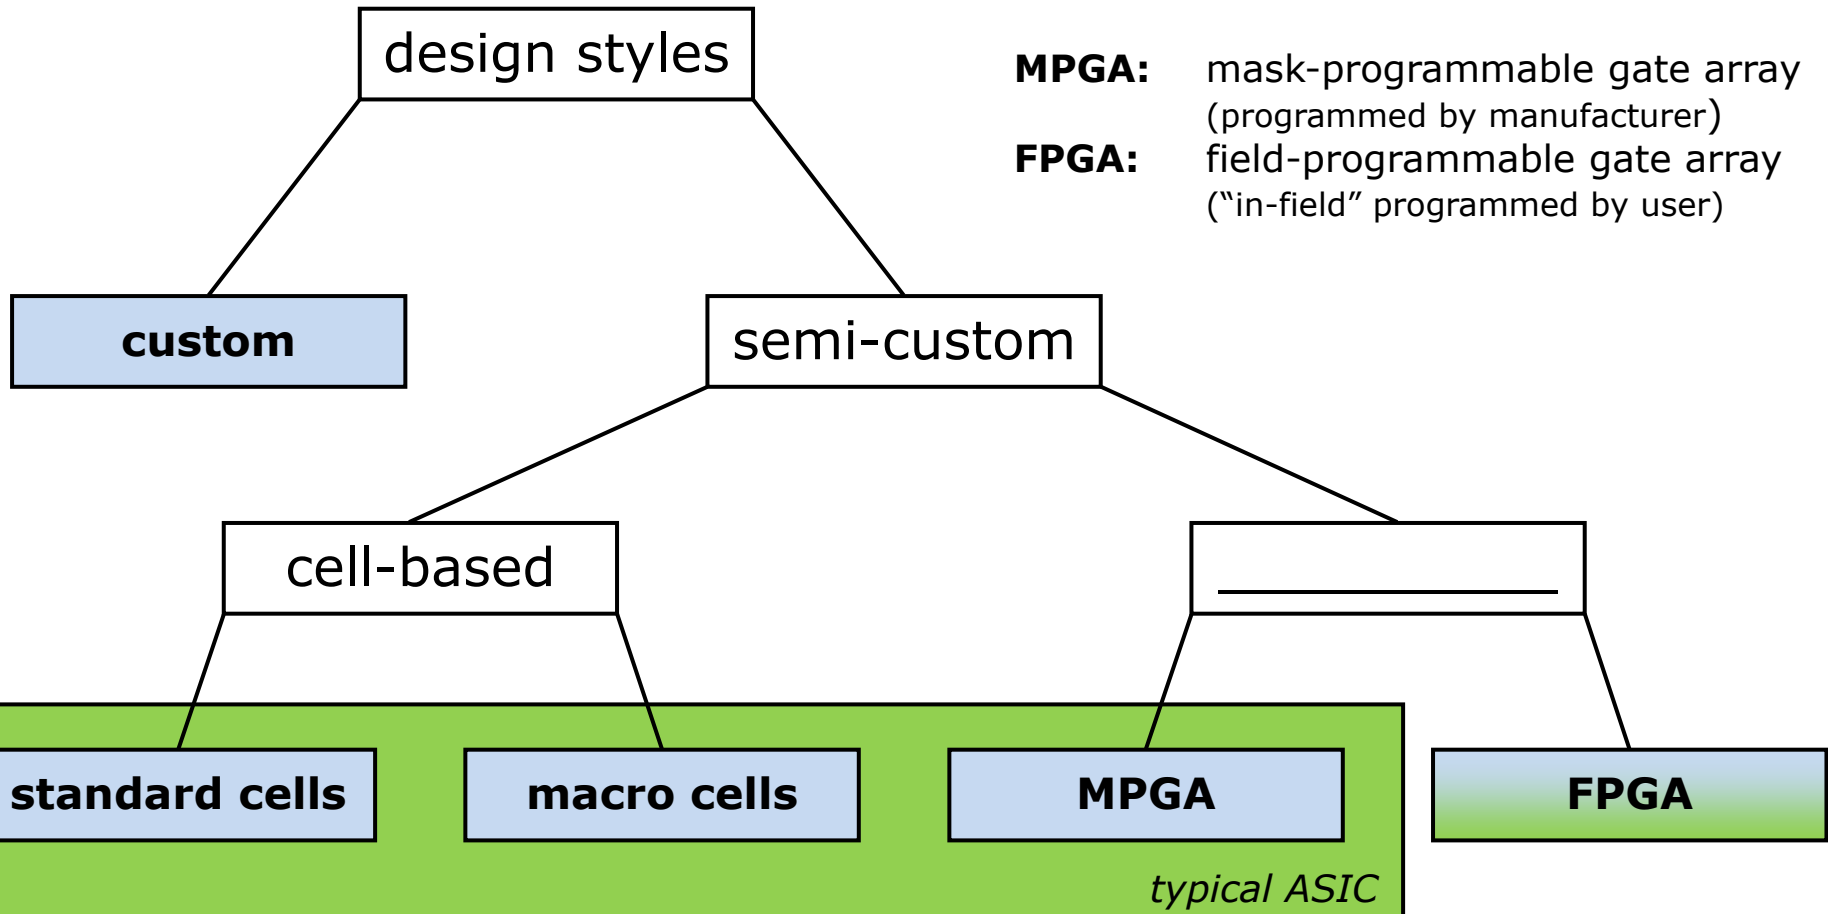 design styles
MPGA: mask-programmable gate array
(programmed by manufacturer)
FPGA: field-programmable gate array
(“in-field” programmed by user)
custom
semi-custom
cell-based
standard cells
macro cells
MPGA
FPGA
typical ASIC